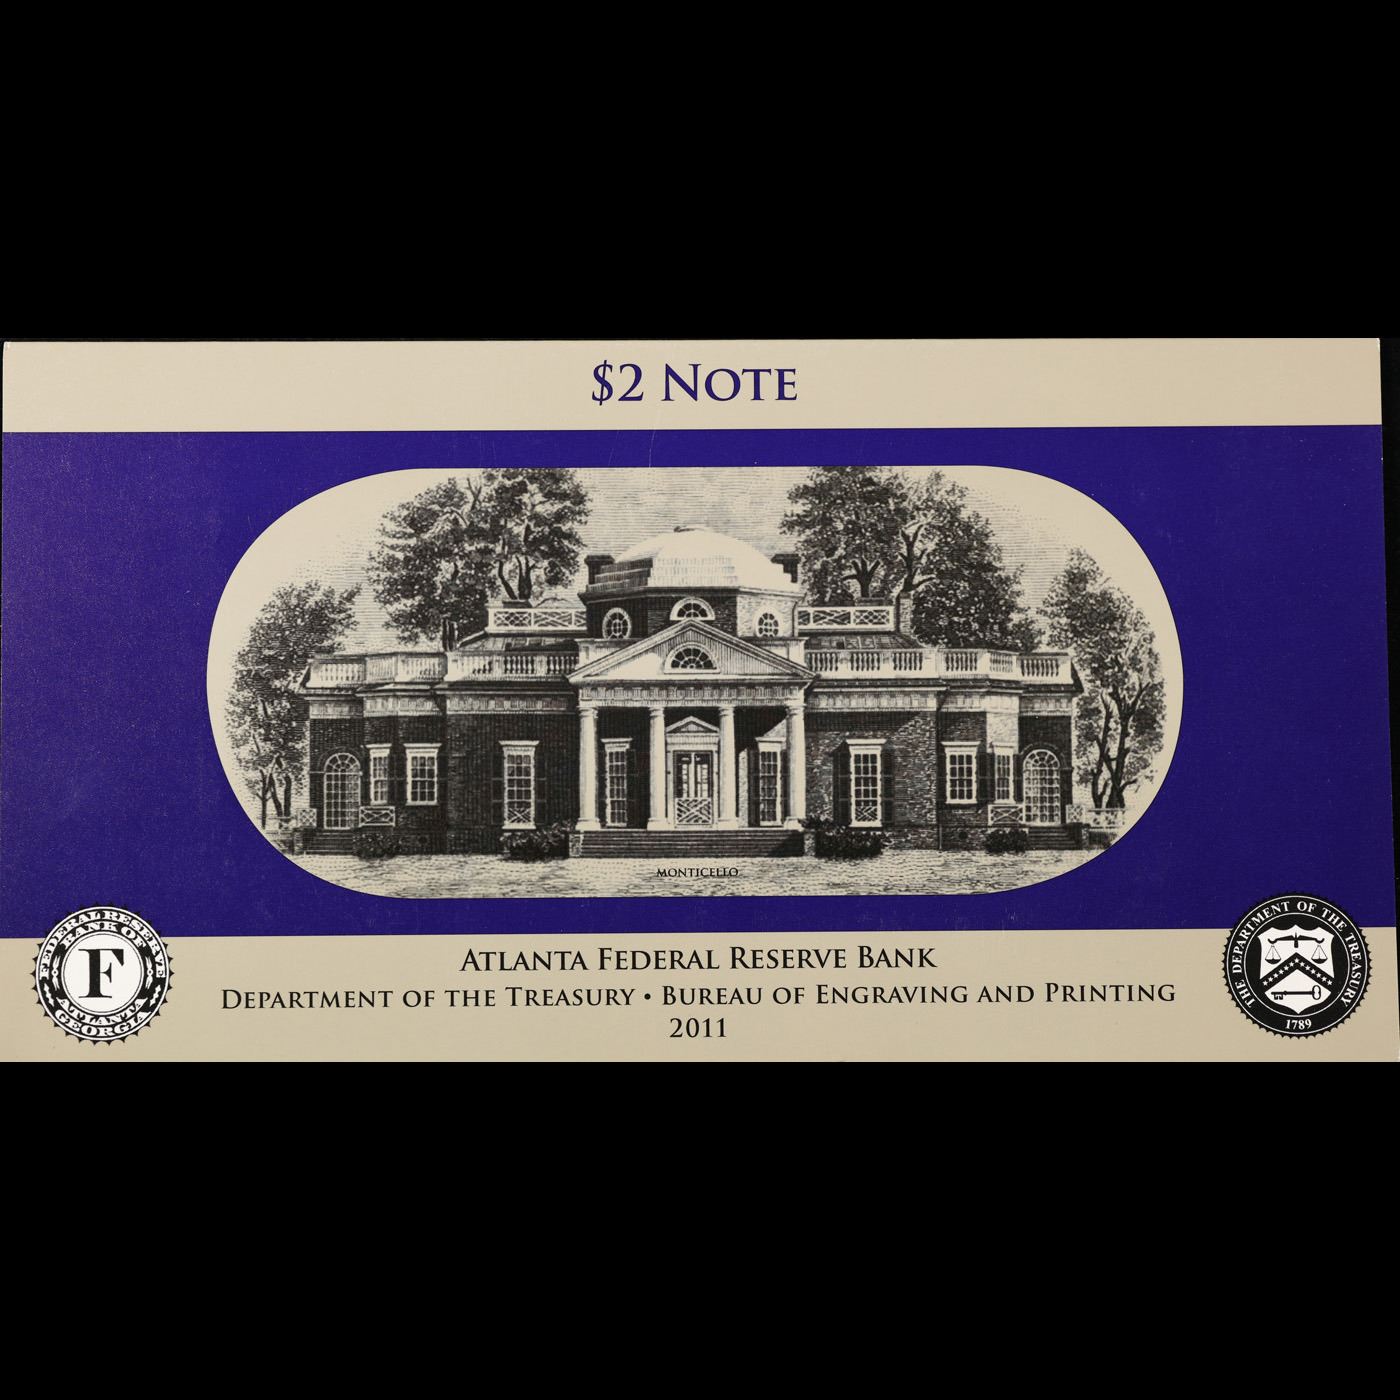 $2 NOTE
MONTICELLO
ATLANTA FEDERAL RESERVE BANK
DEPARTMENT OF THE TREASURY • BUREAU OF ENGRAVING AND PRINTING
2011
FEDERAL RESERVE
BANK OF
F
ATLANTA
GEORGIA
THE DEPARTMENT OF THE TREASURY
1789